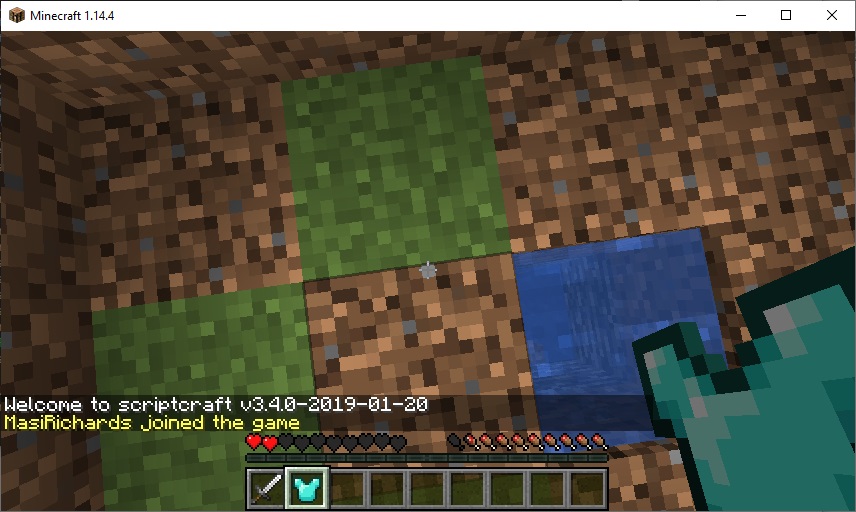 Minecraft 1.14.4
Welcome to scriptcraft v3.4.0-2019-01-20
MasiRichards joined the game